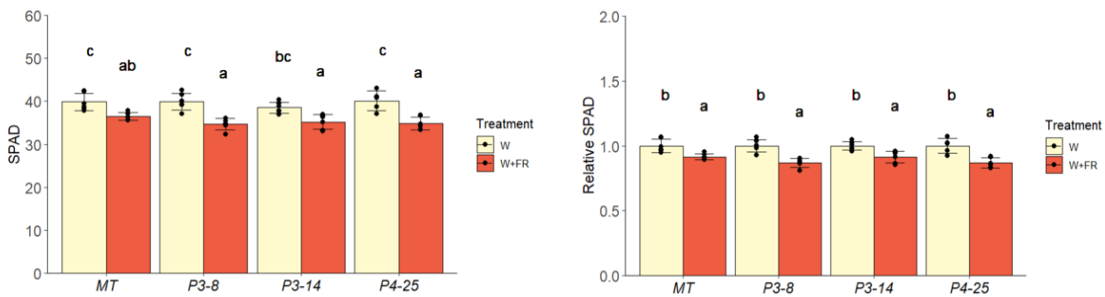 60
50
40
30
20
10
0
SPAD
c
ab
c
a
bc
a
c
a
MT
P3-8
P3-14
P4-25
Treatment
W
W+FR
2.0
1.5
1.0
0.5
0.0
Relative SPAD
b
a
b
a
b
a
b
a
MT
P3-8
P3-14
P4-25
Treatment
W
W+FR